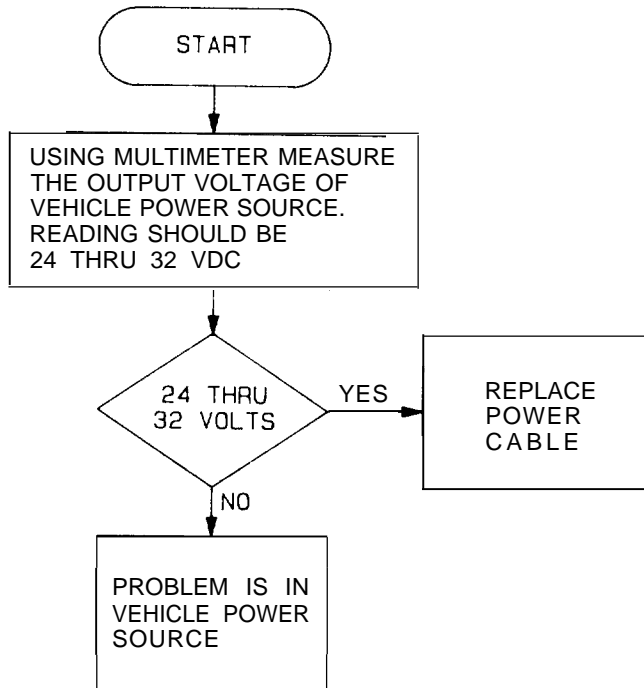 START
USING MULTIMETER MEASURE
THE OUTPUT VOLTAGE OF
VEHICLE POWER SOURCE.
READING SHOULD BE
24 THRU 32 VDC
24 THRU
32 VOLTS
YES
REPLACE
POWER
CABLE
NO
PROBLEM IS IN
VEHICLE POWER
SOURCE